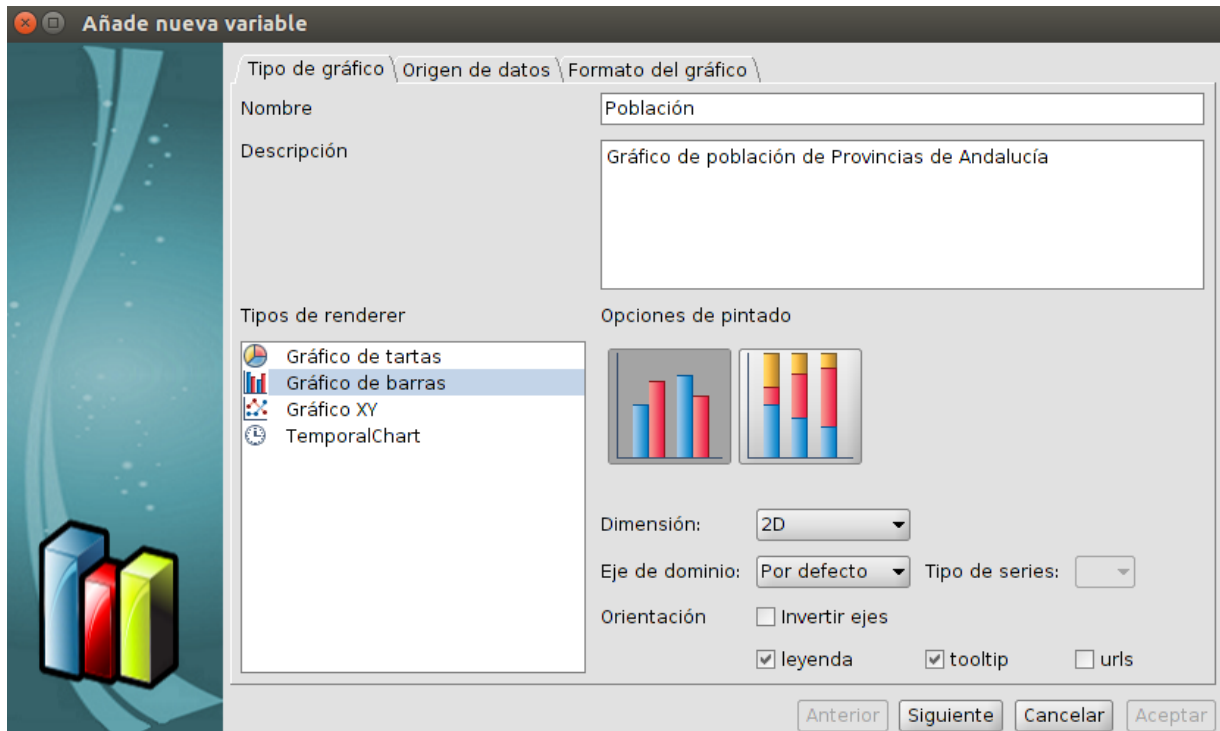 Añade nueva variable
Tipo de gráfico Origen de datos Formato del gráfico
Nombre Población
Descripción Gráfico de población de Provincias de Andalucía
Tipos de renderer Opciones de pintado
Gráfico de tartas
Gráfico de barras
Gráfico XY
TemporalChart
Dimensión: 2D
Eje de dominio: Por defecto Tipo de series:
Orientación Invertir ejes
leyenda tooltip urls
Anterior Siguiente Cancelar Aceptar